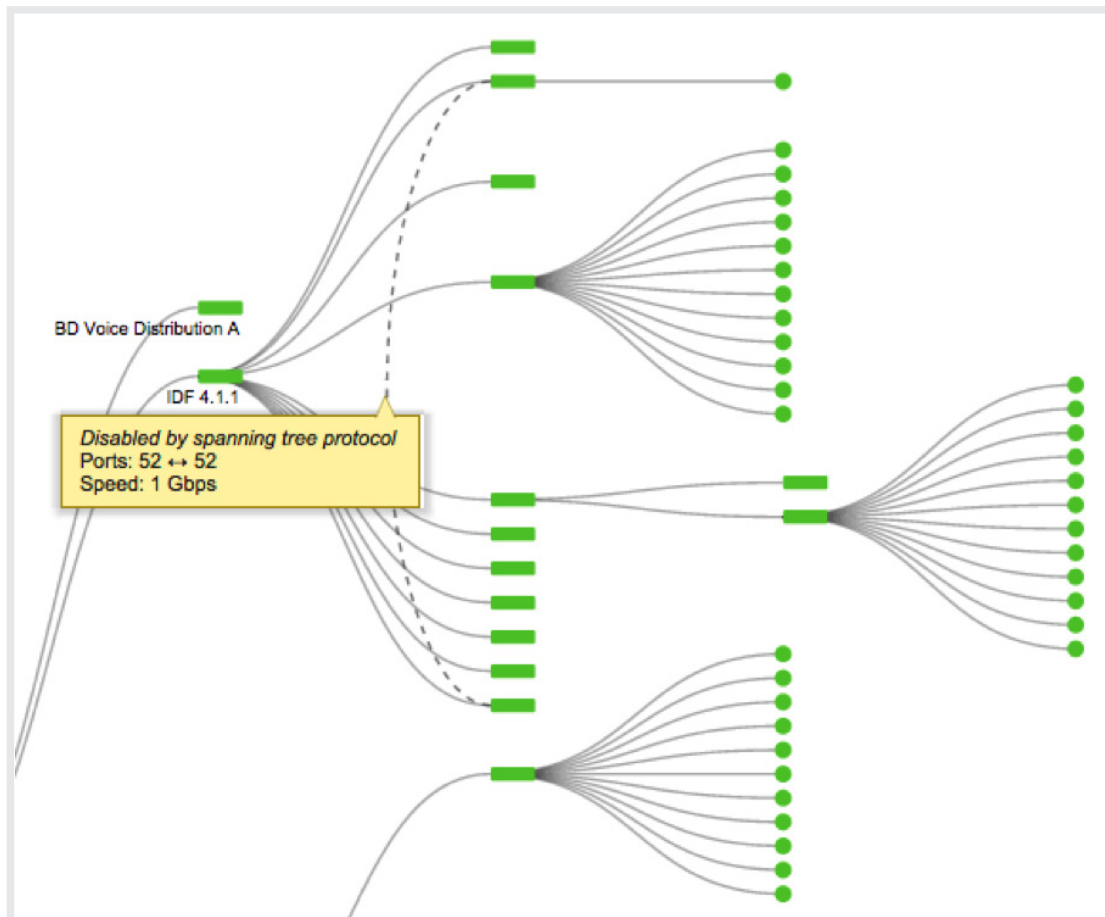 BD Voice Distribution A
IDF 4.1.1
Disabled by spanning tree protocol
Ports: 52 ↔ 52
Speed: 1 Gbps